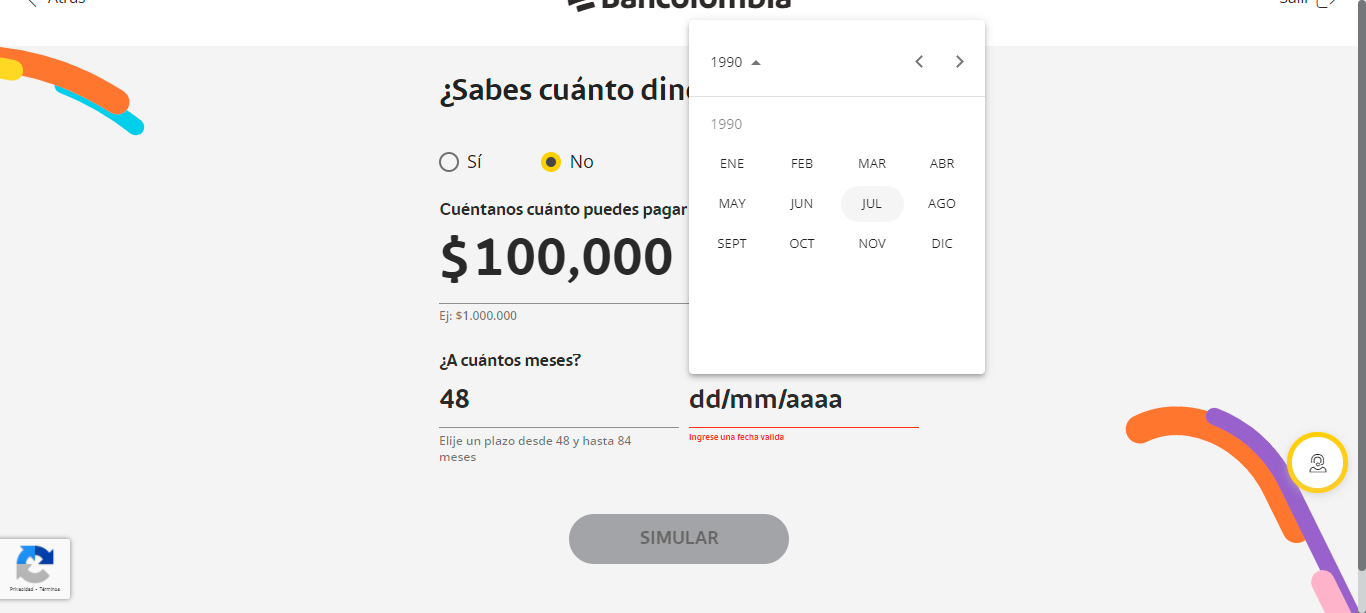 Atrás
Bancolombia
Salir
1990
¿Sabes cuánto din
1990
ENE FEB MAR ABR
Sí No
MAY JUN JUL AGO
Cuéntanos cuánto puedes pagar
SEPT OCT NOV DIC
$100,000
Ej: $1.000.000
¿A cuántos meses?
48
dd/mm/aaaa
Elije un plazo desde 48 y hasta 84
meses
Ingrese una fecha valida
SIMULAR
Privacidad - Términos